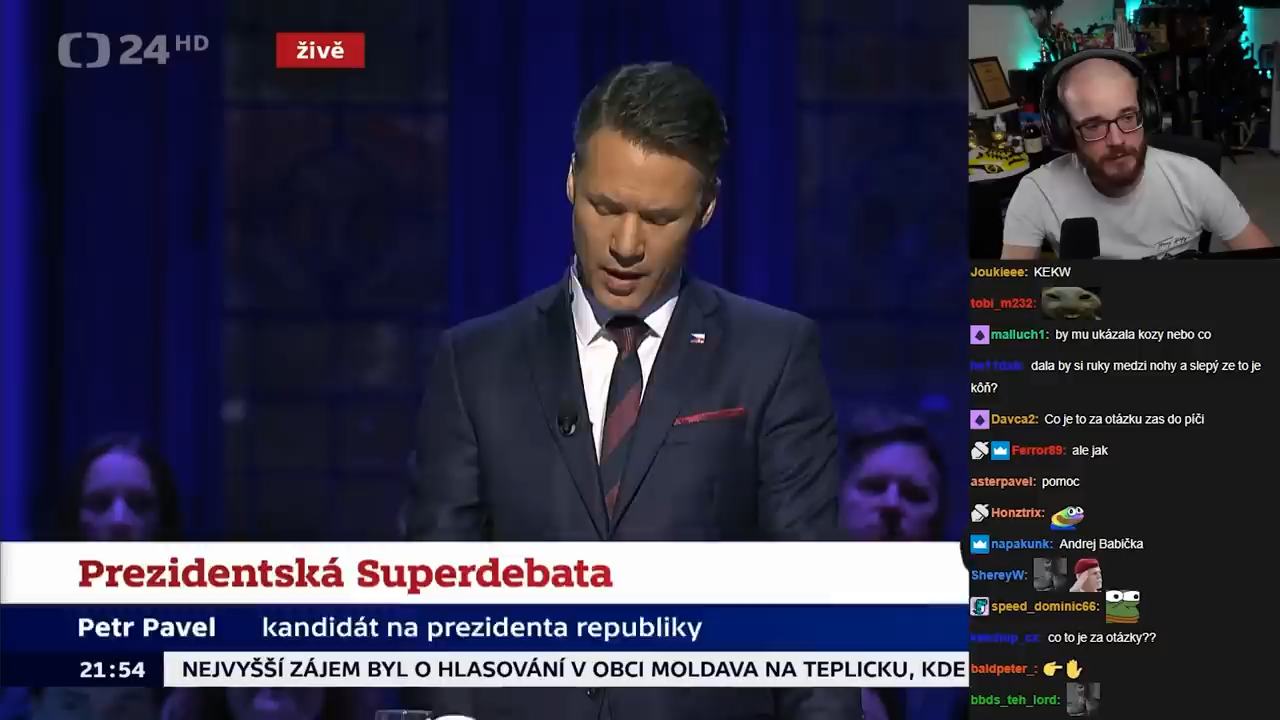 24 HD
živě
Prezidentská Superdebata
Petr Pavel kandidát na prezidenta republiky
21:54 NEJVYŠŠÍ ZÁJEM BYL O HLASOVÁNÍ V OBCI MOLDAVA NA TEPLICKU, KDE
Joukieee: KEKW
tobi_m232:
malluch1: by mu ukázala kozy nebo co
dala by si ruky medzi nohy a slepý ze to je
kôň?
Davca2: Co je to za otázku zas do píči
Ferror89: ale jak
asterpavel: pomoc
Honztrix:
napakunk: Andrej Babička
ShereyW:
speed_dominic66:
co to je za otázky??
baldpeter_:
bbds_teh_lord: